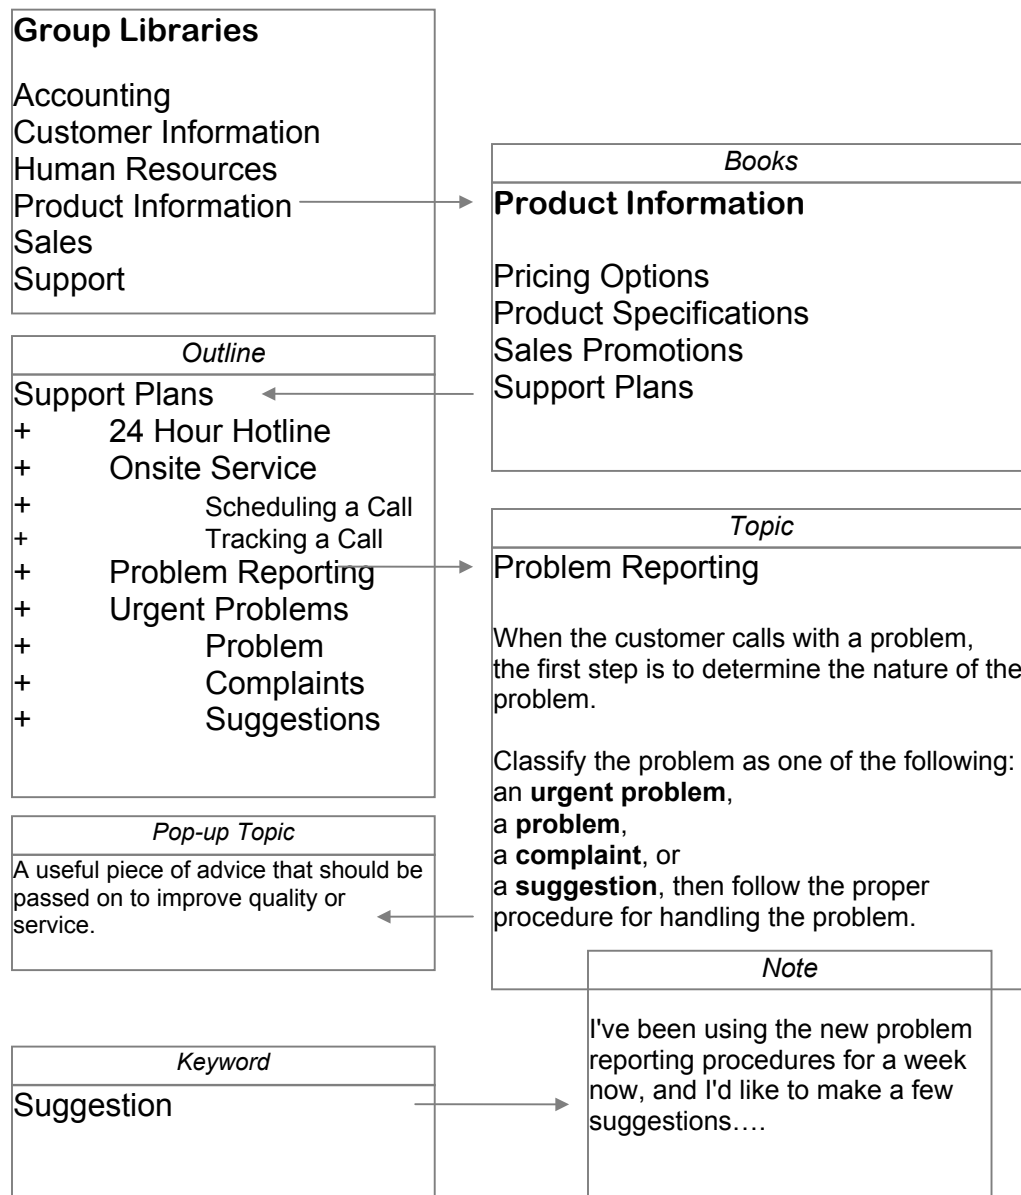 Group Libraries
Accounting
Customer Information
Human Resources
Product Information
Sales
Support
Books
Product Information
Pricing Options
Product Specifications
Sales Promotions
Support Plans
Outline
Support Plans
+ 24 Hour Hotline
+ Onsite Service
+ Scheduling a Call
+ Tracking a Call
+ Problem Reporting
+ Urgent Problems
+ Problem
+ Complaints
+ Suggestions
Topic
Problem Reporting
When the customer calls with a problem,
the first step is to determine the nature of the
problem.
Classify the problem as one of the following:
an urgent problem,
a problem,
a complaint, or
a suggestion, then follow the proper
procedure for handling the problem.
Pop-up Topic
A useful piece of advice that should be
passed on to improve quality or
service.
Keyword
Suggestion
Note
I've been using the new problem
reporting procedures for a week
now, and I'd like to make a few
suggestions….